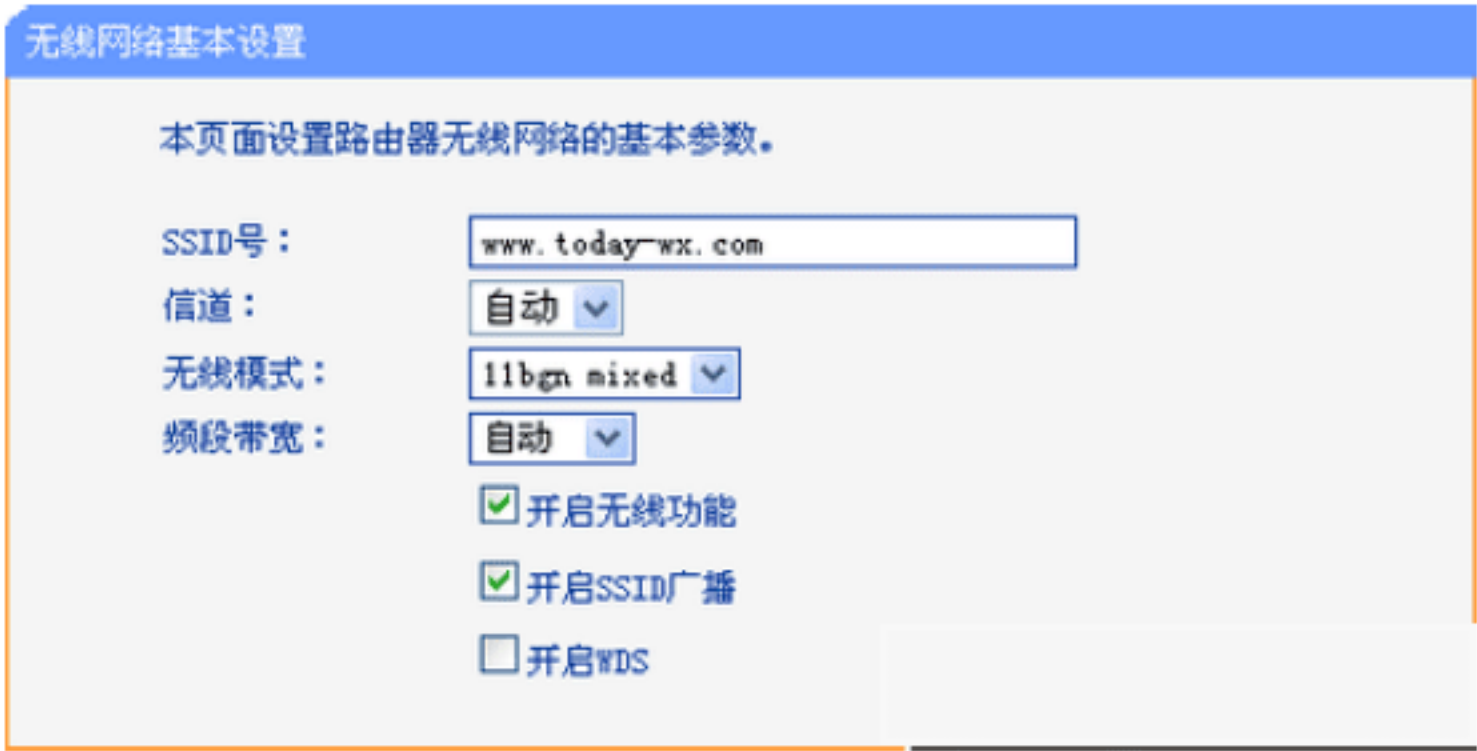 无线网络基本设置
本页面设置路由器无线网络的基本参数。
SSID号： www.today-wx.com
信道： 自动
无线模式： 11bgn mixed
频段带宽： 自动
开启无线功能
开启SSID广播
开启WDS